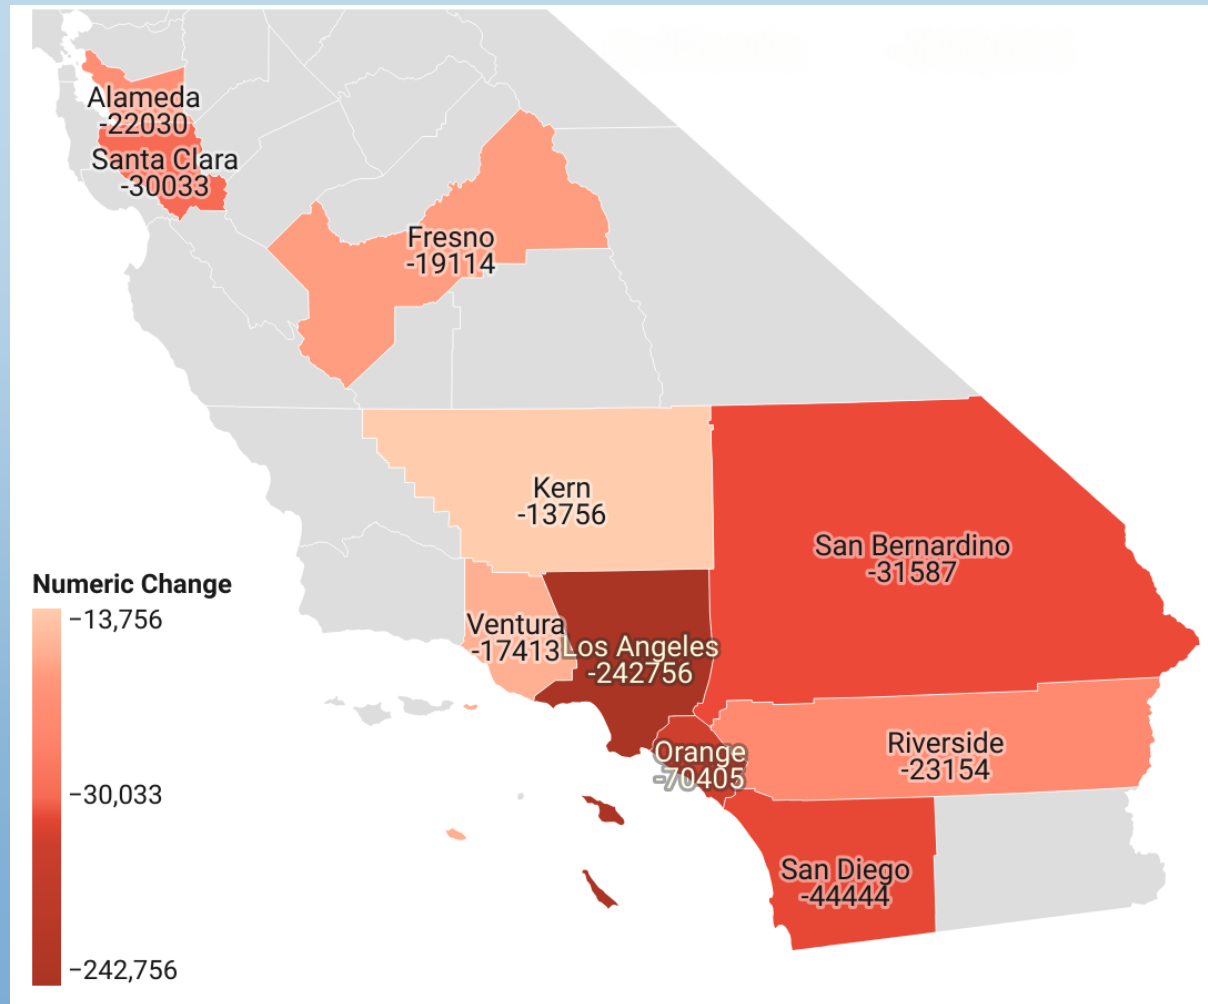 Alameda
-22030
Santa Clara
-30033
Fresno
-19114
Kern
-13756
San Bernardino
-31587
Numeric Change
−13,756
−30,033
−242,756
Ventura
-17413
Los Angeles
-242756
Orange
-70405
Riverside
-23154
San Diego
-44444